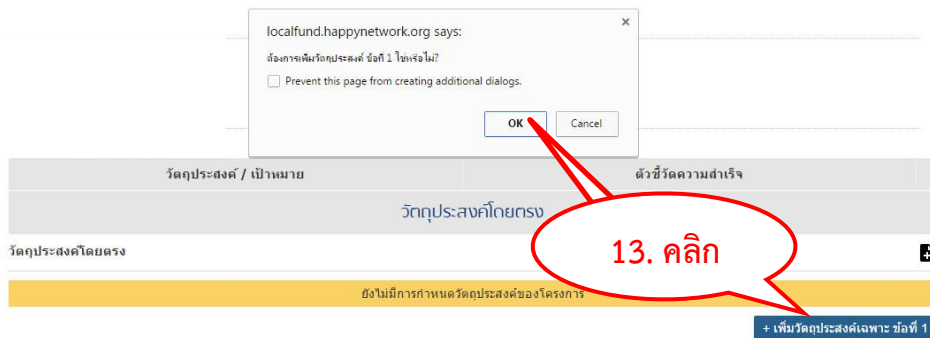 localfund.happynetwork.org says:
ต้องการเพิ่มวัตถุประสงค์ ข้อที่ 1 ใช่หรือไม่?
Prevent this page from creating additional dialogs.
OK Cancel
วัตถุประสงค์ / เป้าหมาย ตัวชี้วัดความสำเร็จ
วัตถุประสงค์โดยตรง
วัตถุประสงค์โดยตรง
13. คลิก
ยังไม่มีการกำหนดวัตถุประสงค์ของโครงการ
+ เพิ่มวัตถุประสงค์เฉพาะ ข้อที่ 1